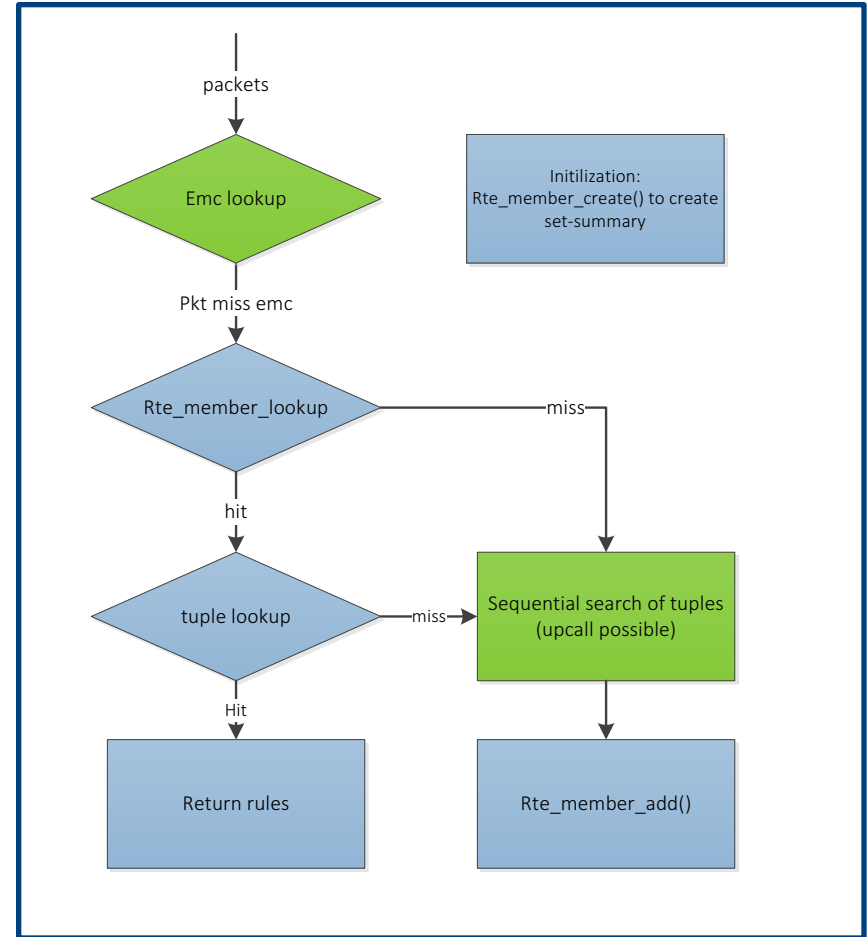 packets
Emc lookup
Initilization:
Rte_member_create() to create
set-summary
Pkt miss emc
Rte_member_lookup
miss
hit
tuple lookup
miss
Sequential search of tuples
(upcall possible)
Hit
Return rules
Rte_member_add()